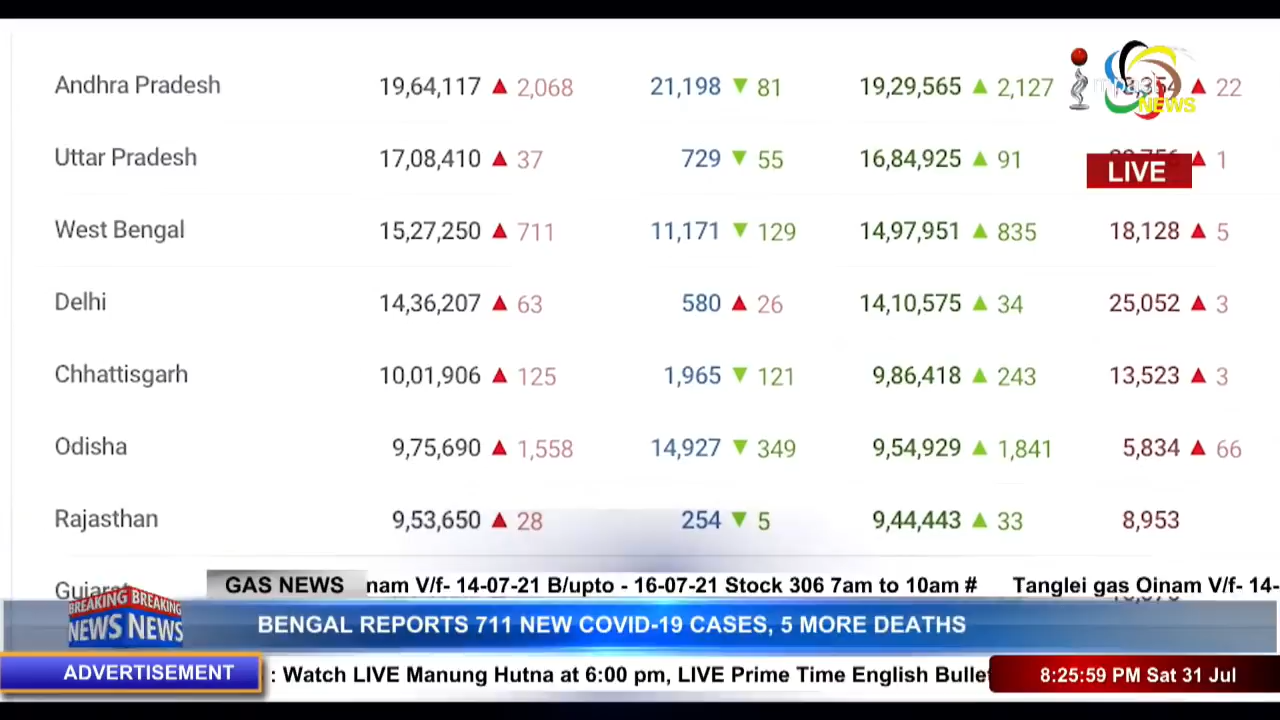 Andhra Pradesh 19,64,117 ▲ 2,068 21,198 ▼ 81 19,29,565 ▲ 2,127 ▲ 22
NEWS
Uttar Pradesh 17,08,410 ▲ 37 729 ▼ 55 16,84,925 ▲ 91 ▲ 1
LIVE
West Bengal 15,27,250 ▲ 711 11,171 ▼ 129 14,97,951 ▲ 835 18,128 ▲ 5
Delhi 14,36,207 ▲ 63 580 ▲ 26 14,10,575 ▲ 34 25,052 ▲ 3
Chhattisgarh 10,01,906 ▲ 125 1,965 ▼ 121 9,86,418 ▲ 243 13,523 ▲ 3
Odisha 9,75,690 ▲ 1,558 14,927 ▼ 349 9,54,929 ▲ 1,841 5,834 ▲ 66
Rajasthan 9,53,650 ▲ 28 254 ▼ 5 9,44,443 ▲ 33 8,953
Gujarat
GAS NEWS nam V/f- 14-07-21 B/upto - 16-07-21 Stock 306 7am to 10am # Tanglei gas Oinam V/f- 14-
BREAKING BREAKING
NEWS NEWS
BENGAL REPORTS 711 NEW COVID-19 CASES, 5 MORE DEATHS
ADVERTISEMENT : Watch LIVE Manung Hutna at 6:00 pm, LIVE Prime Time English Bulle
8:25:59 PM Sat 31 Jul